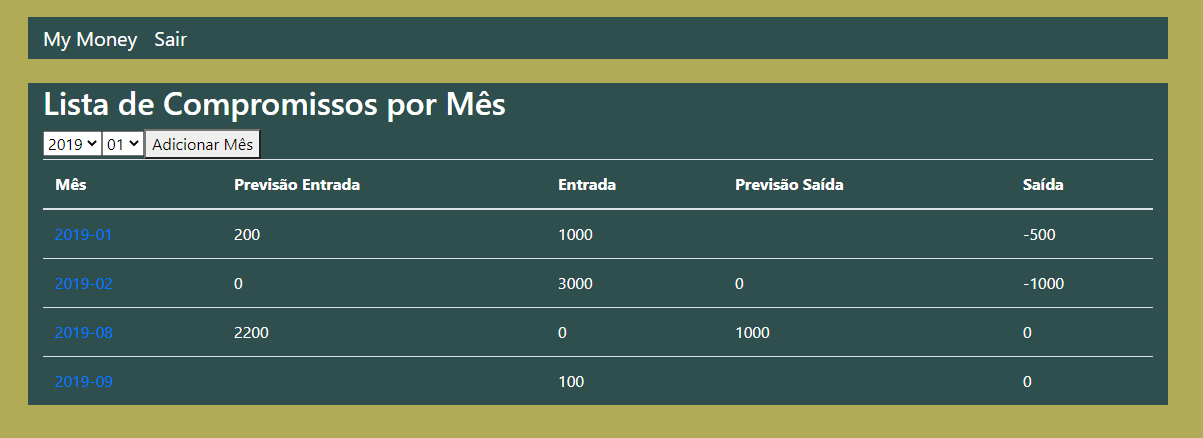 My Money Sair
Lista de Compromissos por Mês
2019 01 Adicionar Mês
Mês Previsão Entrada Entrada Previsão Saída Saída
2019-01 200 1000 -500
2019-02 0 3000 0 -1000
2019-08 2200 0 1000 0
2019-09 100 0